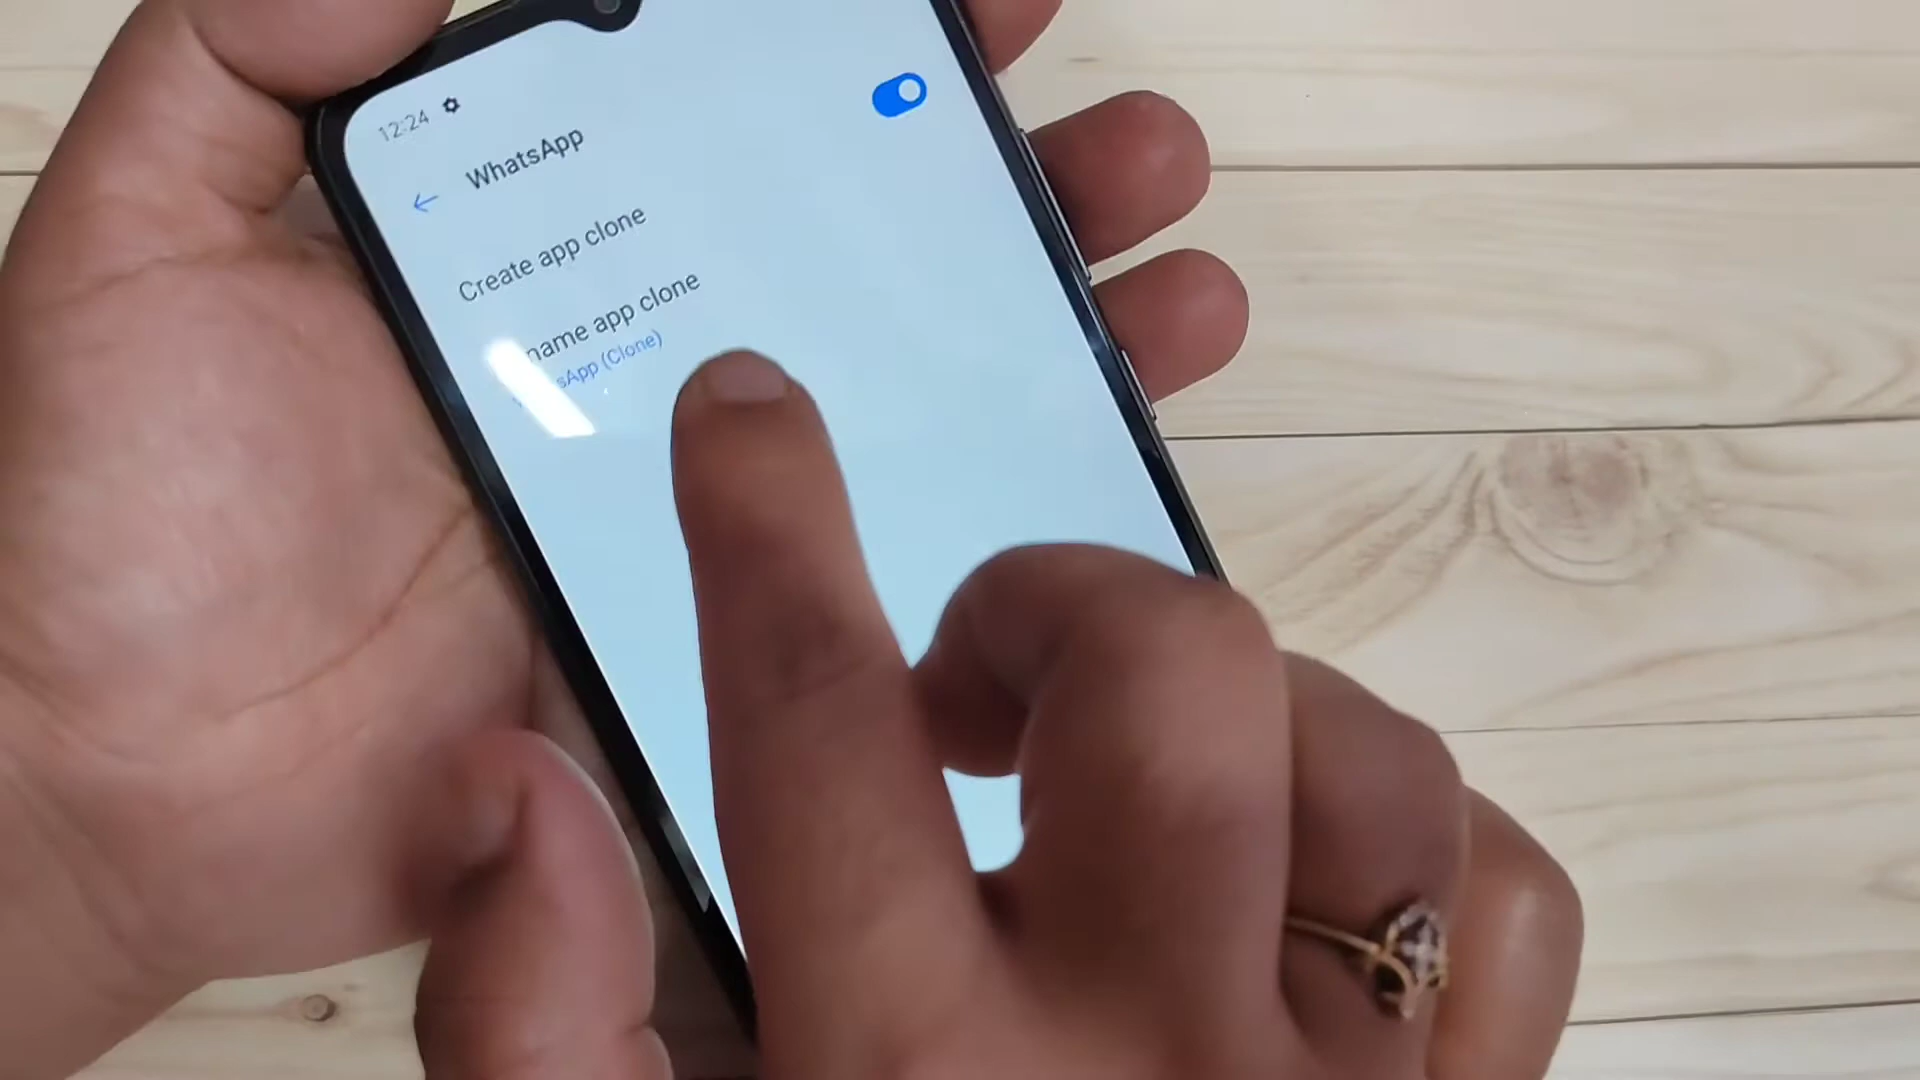 12:24
WhatsApp
Create app clone
name app clone
sApp (Clone)